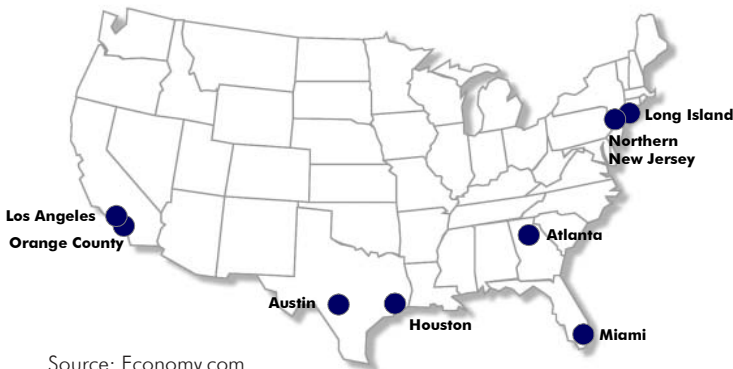 Long Island
Northern
New Jersey
Los Angeles
Orange County
Atlanta
Austin
Houston
Miami
Source: Economy.com